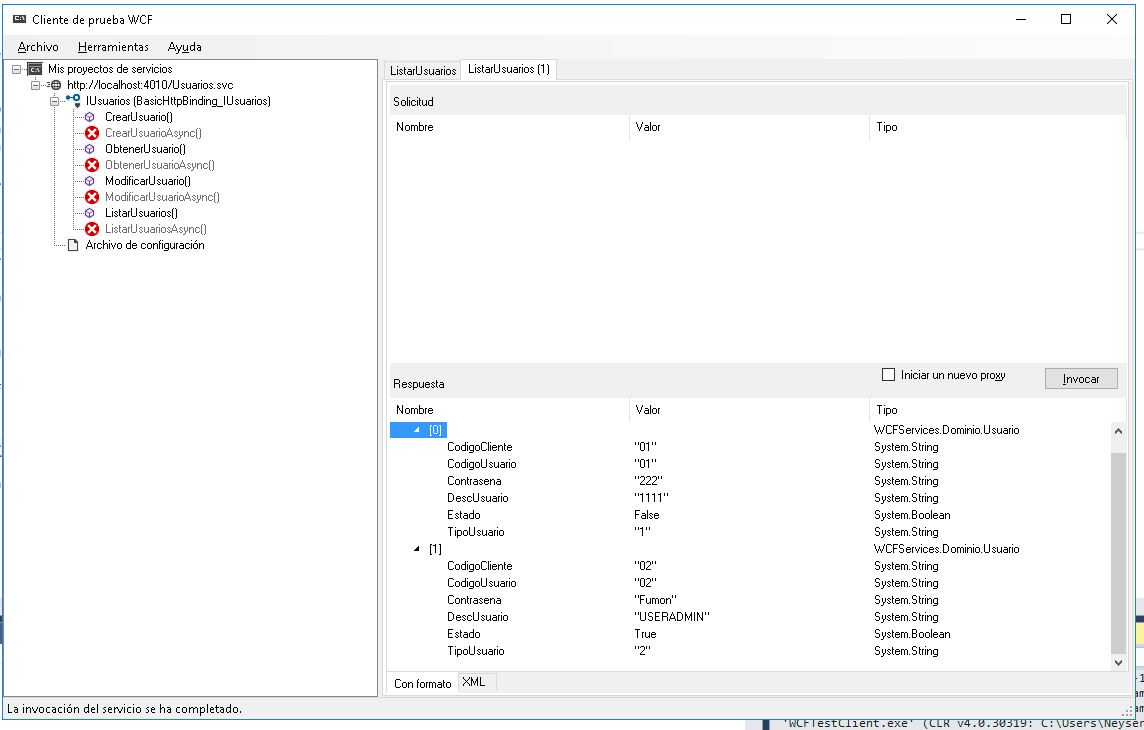 Cliente de prueba WCF
Archivo Herramientas Ayuda
Mis proyectos de servicios
http://localhost:4010/Usuarios.svc
IUsuarios (BasicHttpBinding_IUsuarios)
CrearUsuario()
CrearUsuarioAsync()
ObtenerUsuario()
ObtenerUsuarioAsync()
ModificarUsuario()
ModificarUsuarioAsync()
ListarUsuarios()
ListarUsuariosAsync()
Archivo de configuración
ListarUsuarios ListarUsuarios (1)
Solicitud
Nombre Valor Tipo
Respuesta Iniciar un nuevo proxy Invocar
Nombre Valor Tipo
[0] WCFServices.Dominio.Usuario
CodigoCliente "01" System.String
CodigoUsuario "01" System.String
Contrasena "222" System.String
DescUsuario "1111" System.String
Estado False System.Boolean
TipoUsuario "1" System.String
[1] WCFServices.Dominio.Usuario
CodigoCliente "02" System.String
CodigoUsuario "02" System.String
Contrasena "Fumon" System.String
DescUsuario "USERADMIN" System.String
Estado True System.Boolean
TipoUsuario "2" System.String
Con formato XML
La invocación del servicio se ha completado.
'WCFTestClient.exe' (CLR v4.0.30319: C:\Users\Neyser